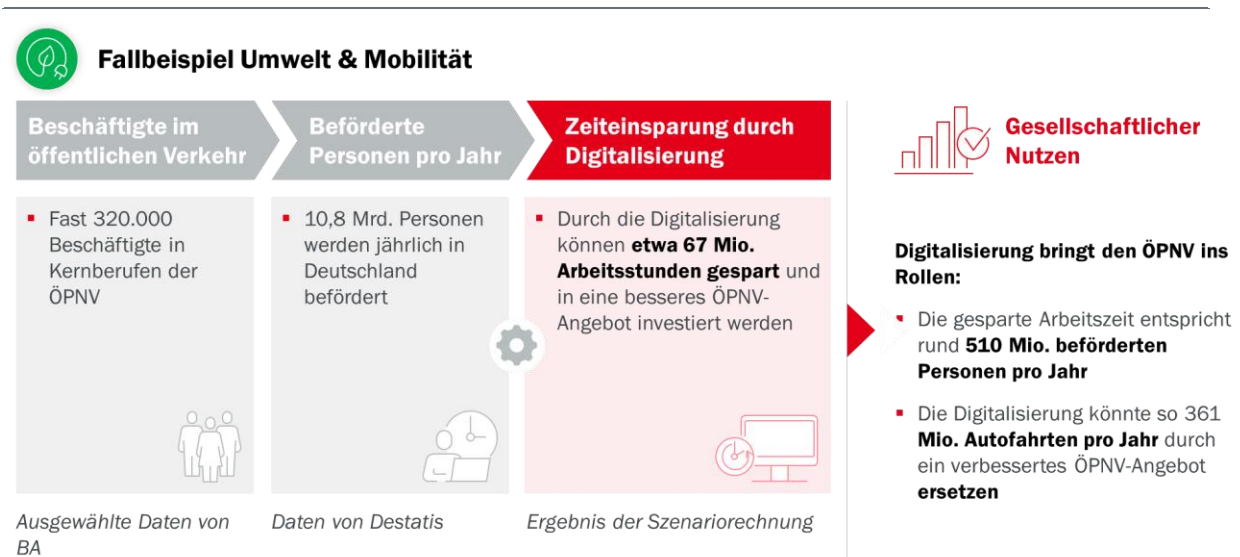 Fallbeispiel Umwelt & Mobilität
Beschäftigte im
öffentlichen Verkehr
Fast 320.000
Beschäftigte in
Kernberufen der
ÖPNV
Ausgewählte Daten von
BA
Beförderte
Personen pro Jahr
10,8 Mrd. Personen
werden jährlich in
Deutschland
befördert
Daten von Destatis
Zeiteinsparung durch
Digitalisierung
Durch die Digitalisierung
können etwa 67 Mio.
Arbeitsstunden gespart und
in eine besseres ÖPNV-
Angebot investiert werden
Ergebnis der Szenariorechnung
Gesellschaftlicher
Nutzen
Digitalisierung bringt den ÖPNV ins
Rollen:
Die gesparte Arbeitszeit entspricht
rund 510 Mio. beförderten
Personen pro Jahr
Die Digitalisierung könnte so 361
Mio. Autofahrten pro Jahr durch
ein verbessertes ÖPNV-Angebot
ersetzen